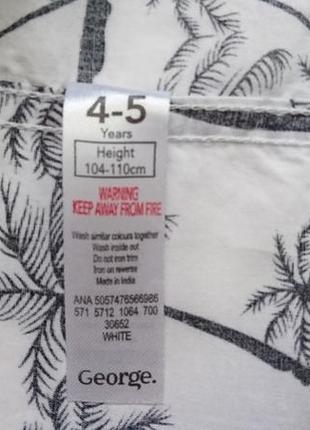 4-5
Years
Height
104-110cm
WARNING
KEEP AWAY FROM FIRE
Wash similar colours together
Wash inside out
Do not iron trim
Iron on reverse
Made in India
ANA 5057476566986
571 5712 1064 700
30652
WHITE
George.